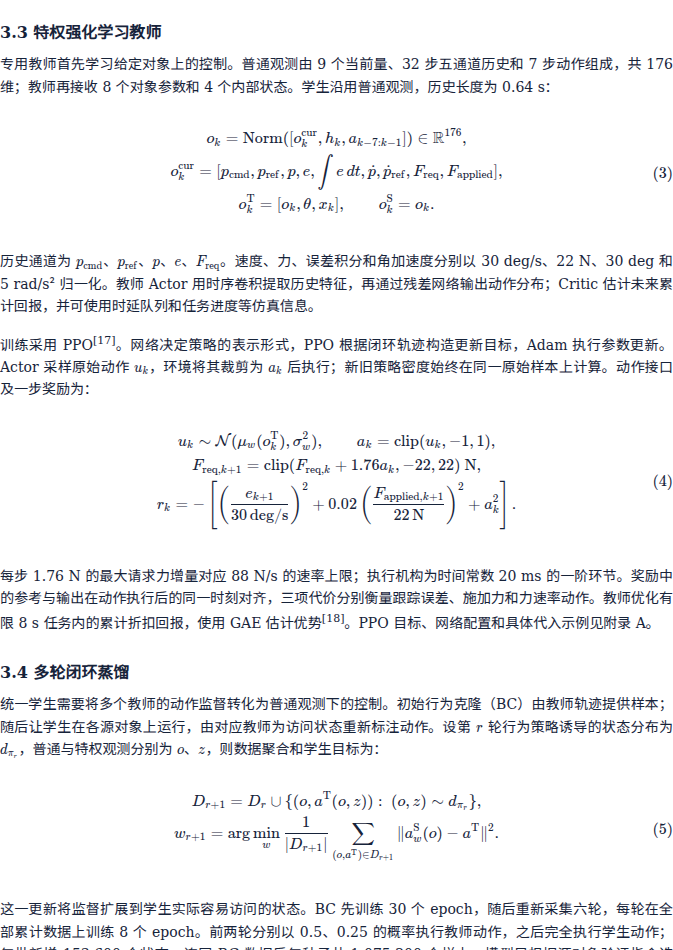 3.3 特权强化学习教师
专用教师首先学习给定对象上的控制。普通观测由 9 个当前量、32 步五通道历史和 7 步动作组成，共 176
维；教师再接收 8 个对象参数和 4 个内部状态。学生沿用普通观测，历史长度为 0.64 s：
o_k = Norm([o_k^cur, h_k, a_{k−7:k−1}]) ∈ ℝ^176,
o_k^cur = [p_cmd, p_ref, p, e, ∫ e dt, ṗ, ṗ_ref, F_req, F_applied],
(3)
o_k^T = [o_k, θ, x_k], o_k^S = o_k.
历史通道为 p_cmd、p_ref、p、e、F_req。速度、力、误差积分和角加速度分别以 30 deg/s、22 N、30 deg 和
5 rad/s² 归一化。教师 Actor 用时序卷积提取历史特征，再通过残差网络输出动作分布；Critic 估计未来累
计回报，并可使用时延队列和任务进度等仿真信息。
训练采用 PPO[17]。网络决定策略的表示形式，PPO 根据闭环轨迹构造更新目标，Adam 执行参数更新。
Actor 采样原始动作 u_k，环境将其裁剪为 a_k 后执行；新旧策略密度始终在同一原始样本上计算。动作接口
及一步奖励为：
u_k ∼ 𝒩(μ_w(o_k^T), σ_w^2), a_k = clip(u_k, −1, 1),
F_{req,k+1} = clip(F_{req,k} + 1.76a_k, −22, 22) N,
(4)
r_k = − [ ( e_{k+1} / 30 deg/s )^2 + 0.02 ( F_{applied,k+1} / 22 N )^2 + a_k^2 ] .
每步 1.76 N 的最大请求力增量对应 88 N/s 的速率上限；执行机构为时间常数 20 ms 的一阶环节。奖励中
的参考与输出在动作执行后的同一时刻对齐，三项代价分别衡量跟踪误差、施加力和力速率动作。教师优化有
限 8 s 任务内的累计折扣回报，使用 GAE 估计优势[18]。PPO 目标、网络配置和具体代入示例见附录 A。
3.4 多轮闭环蒸馏
统一学生需要将多个教师的动作监督转化为普通观测下的控制。初始行为克隆（BC）由教师轨迹提供样本；
随后让学生在各源对象上运行，由对应教师为访问状态重新标注动作。设第 r 轮行为策略诱导的状态分布为
d_{π_r}，普通与特权观测分别为 o、z，则数据聚合和学生目标为：
D_{r+1} = D_r ∪ {(o, a^T(o, z)) : (o, z) ∼ d_{π_r}},
w_{r+1} = arg min_w 1/|D_{r+1}| ∑_{(o,a^T)∈D_{r+1}} ‖a_w^S(o) − a^T‖^2.
(5)
这一更新将监督扩展到学生实际容易访问的状态。BC 先训练 30 个 epoch，随后重新采集六轮，每轮在全
部累计数据上训练 8 个 epoch。前两轮分别以 0.5、0.25 的概率执行教师动作，之后完全执行学生动作；